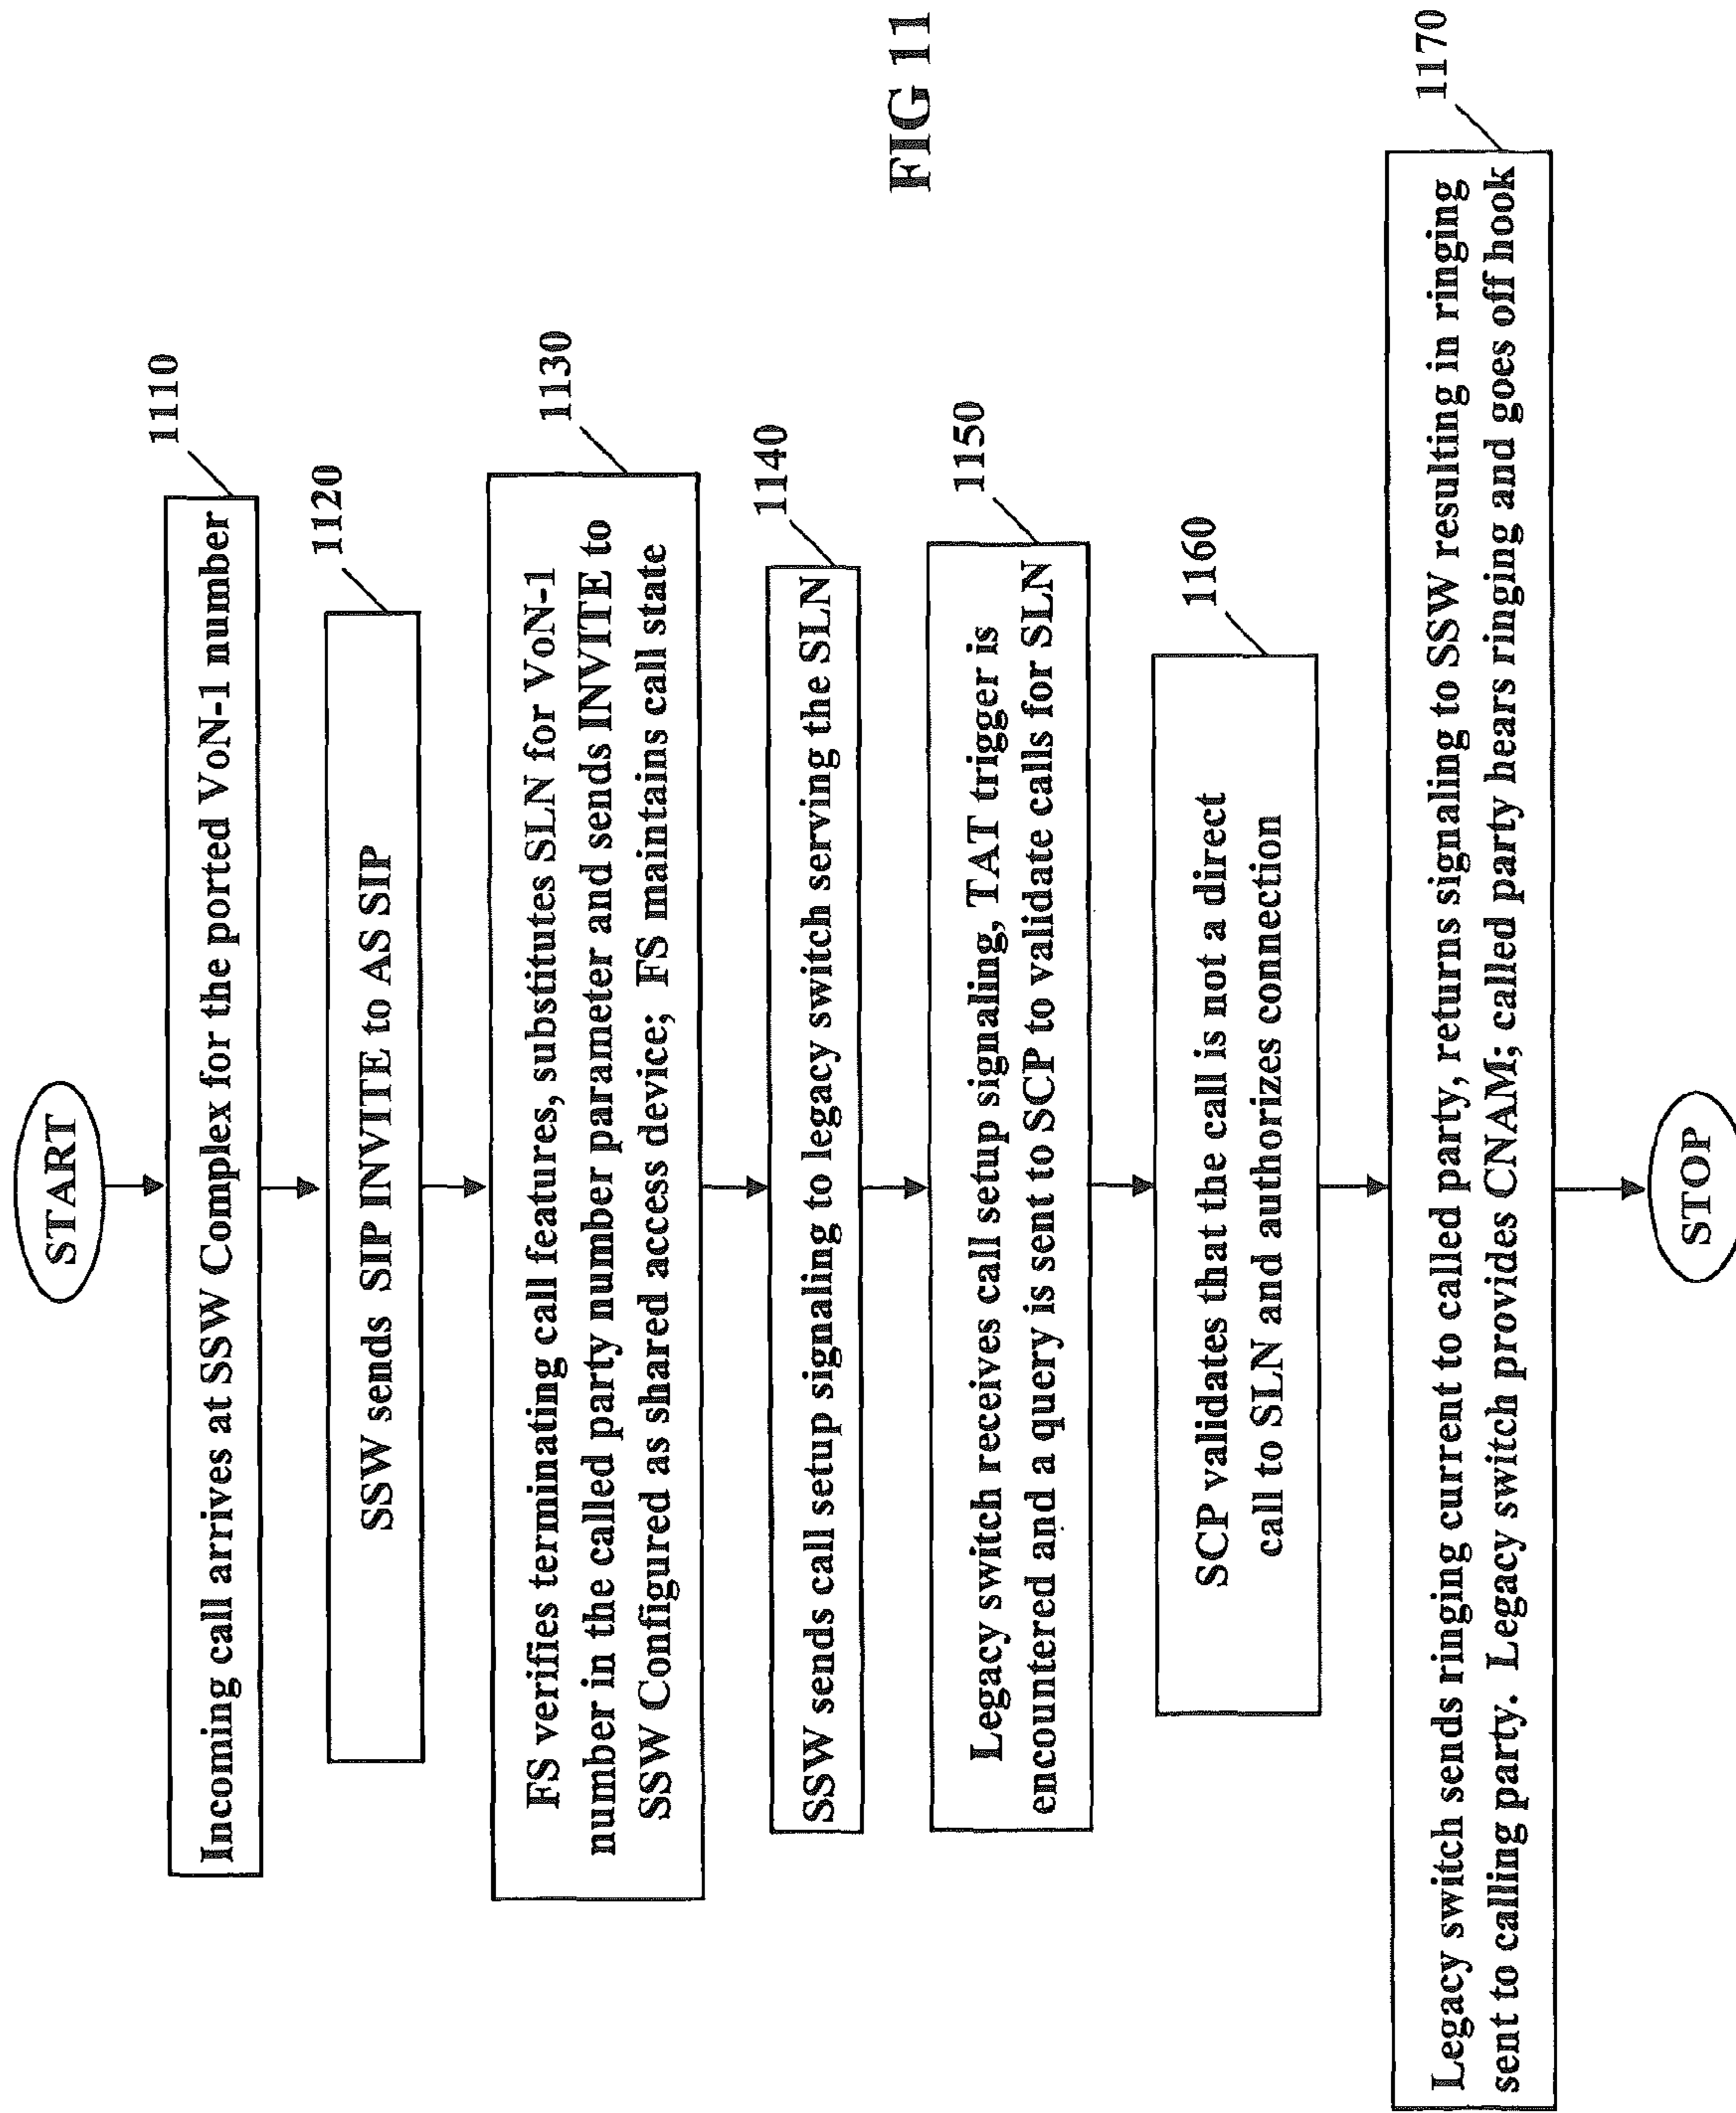 START
1110
Incoming call arrives at SSW Complex for the ported VoN-1 number
1120
SSW sends SIP INVITE to AS SIP
1130
FS verifies terminating call features, substitutes SLN for VoN-1
number in the called party number parameter and sends INVITE to
SSW Configured as shared access device; FS maintains call state
1140
SSW sends call setup signaling to legacy switch serving the SLN
1150
Legacy switch receives call setup signaling, TAT trigger is
encountered and a query is sent to SCP to validate calls for SLN
1160
SCP validates that the call is not a direct
call to SLN and authorizes connection
1170
Legacy switch sends ringing current to called party, returns signaling to SSW resulting in ringing
sent to calling party. Legacy switch provides CNAM; called party hears ringing and goes off hook
STOP
FIG 11